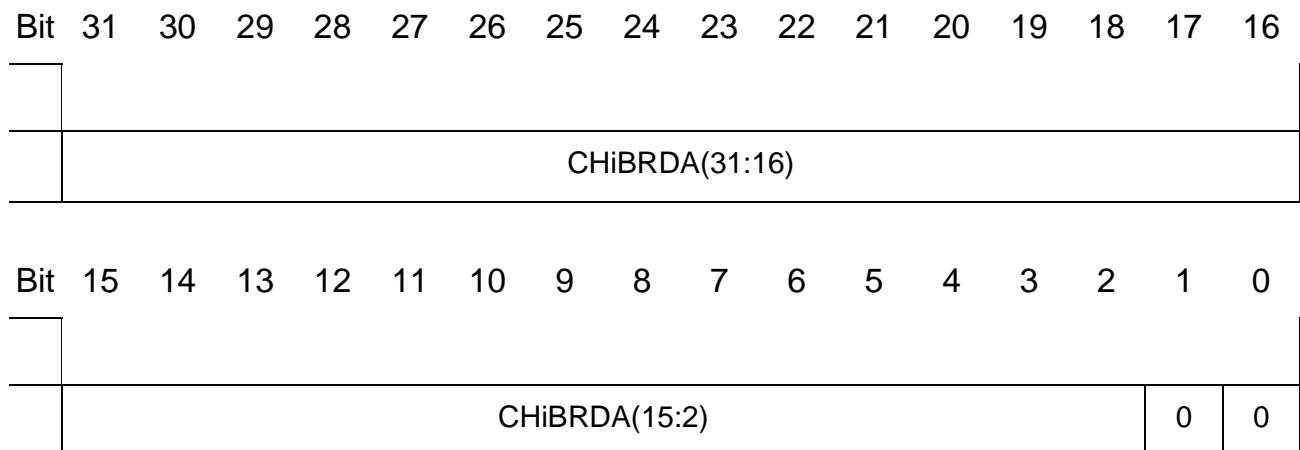 Bit 31 30 29 28 27 26 25 24 23 22 21 20 19 18 17 16
CHiBRDA(31:16)
Bit 15 14 13 12 11 10 9 8 7 6 5 4 3 2 1 0
CHiBRDA(15:2) 0 0